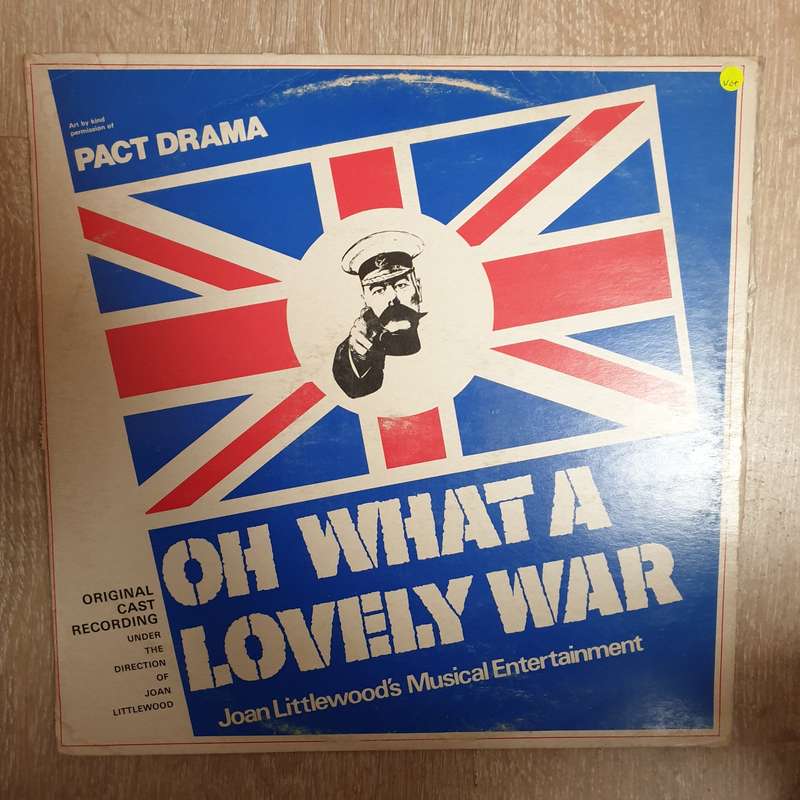 VG+
Art by kind
permission of
PACT DRAMA
OH WHAT A
LOVELY WAR
Joan Littlewood's Musical Entertainment
ORIGINAL
CAST
RECORDING
UNDER
THE
DIRECTION
OF
JOAN
LITTLEWOOD